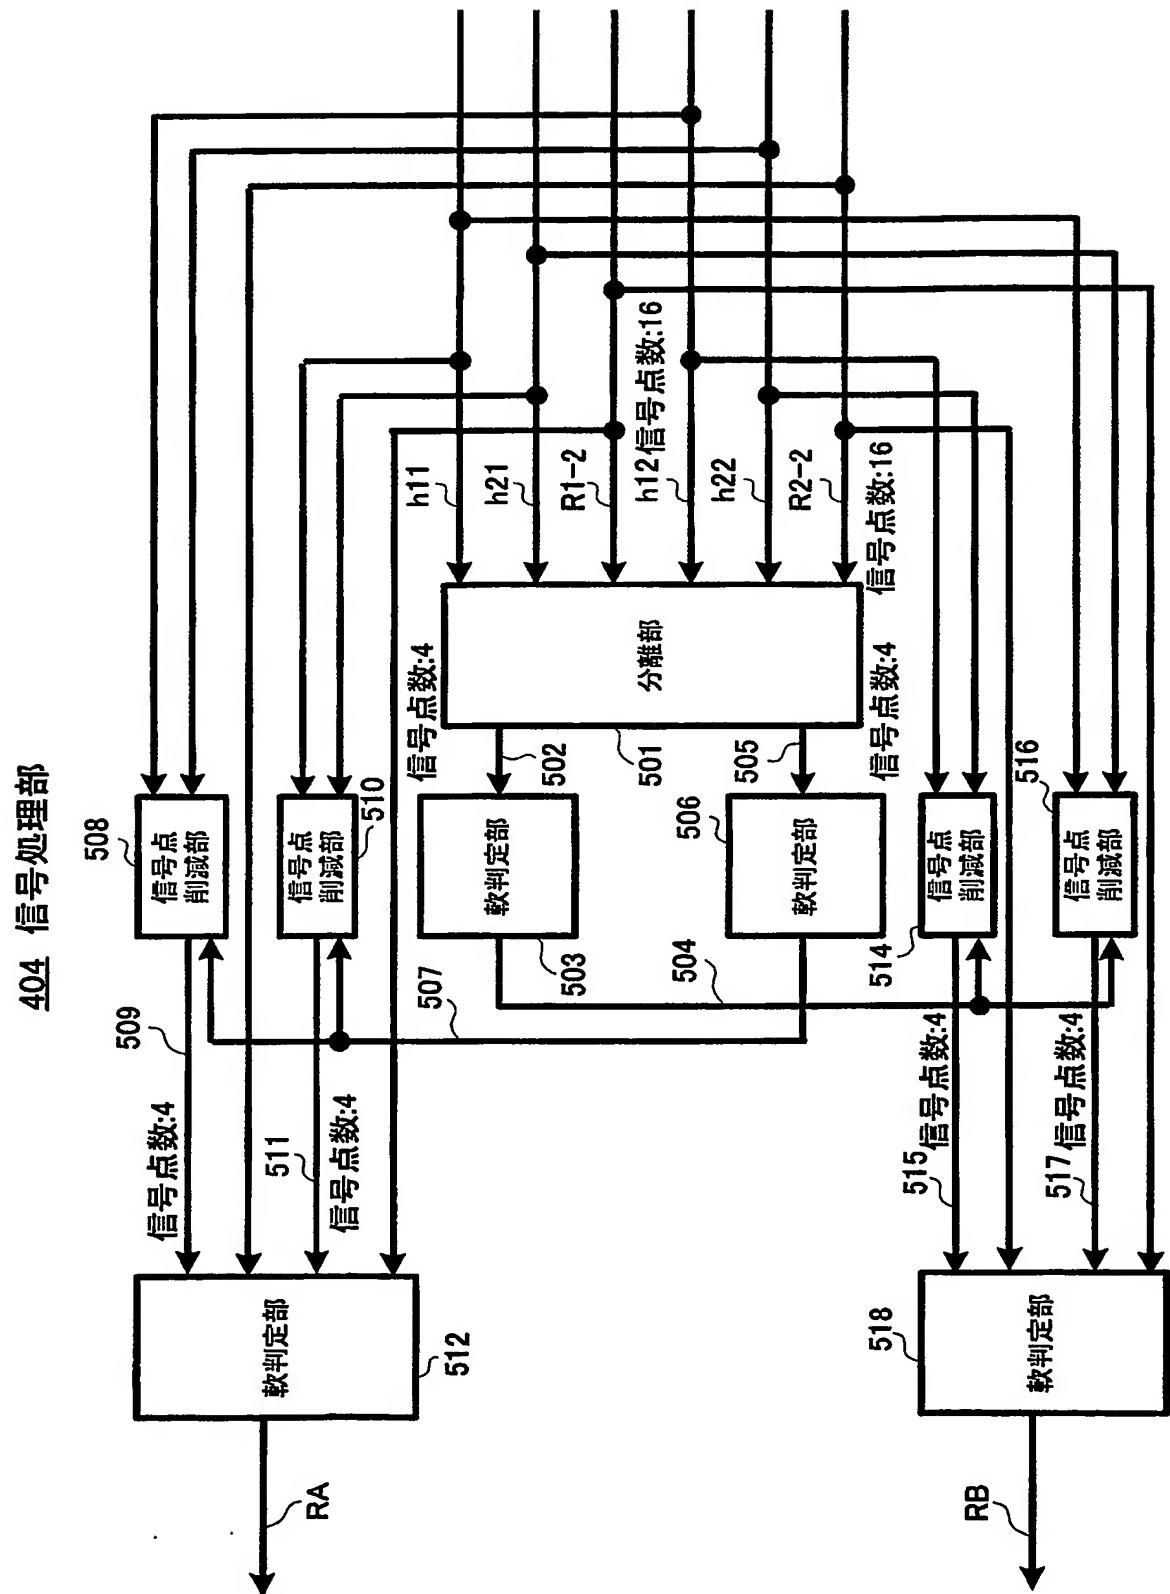 404 信号処理部
508
信号点
削減部
509
信号点数:4
510
信号点
削減部
511
信号点数:4
507
軟判定部
512
RA
h11
h21
R1-2
h12
信号点数:16
h22
R2-2
信号点数:16
分離部
501
信号点数:4
502
505
信号点数:4
軟判定部
503
504
軟判定部
506
514
信号点
削減部
515
信号点数:4
516
信号点
削減部
517
信号点数:4
軟判定部
518
RB